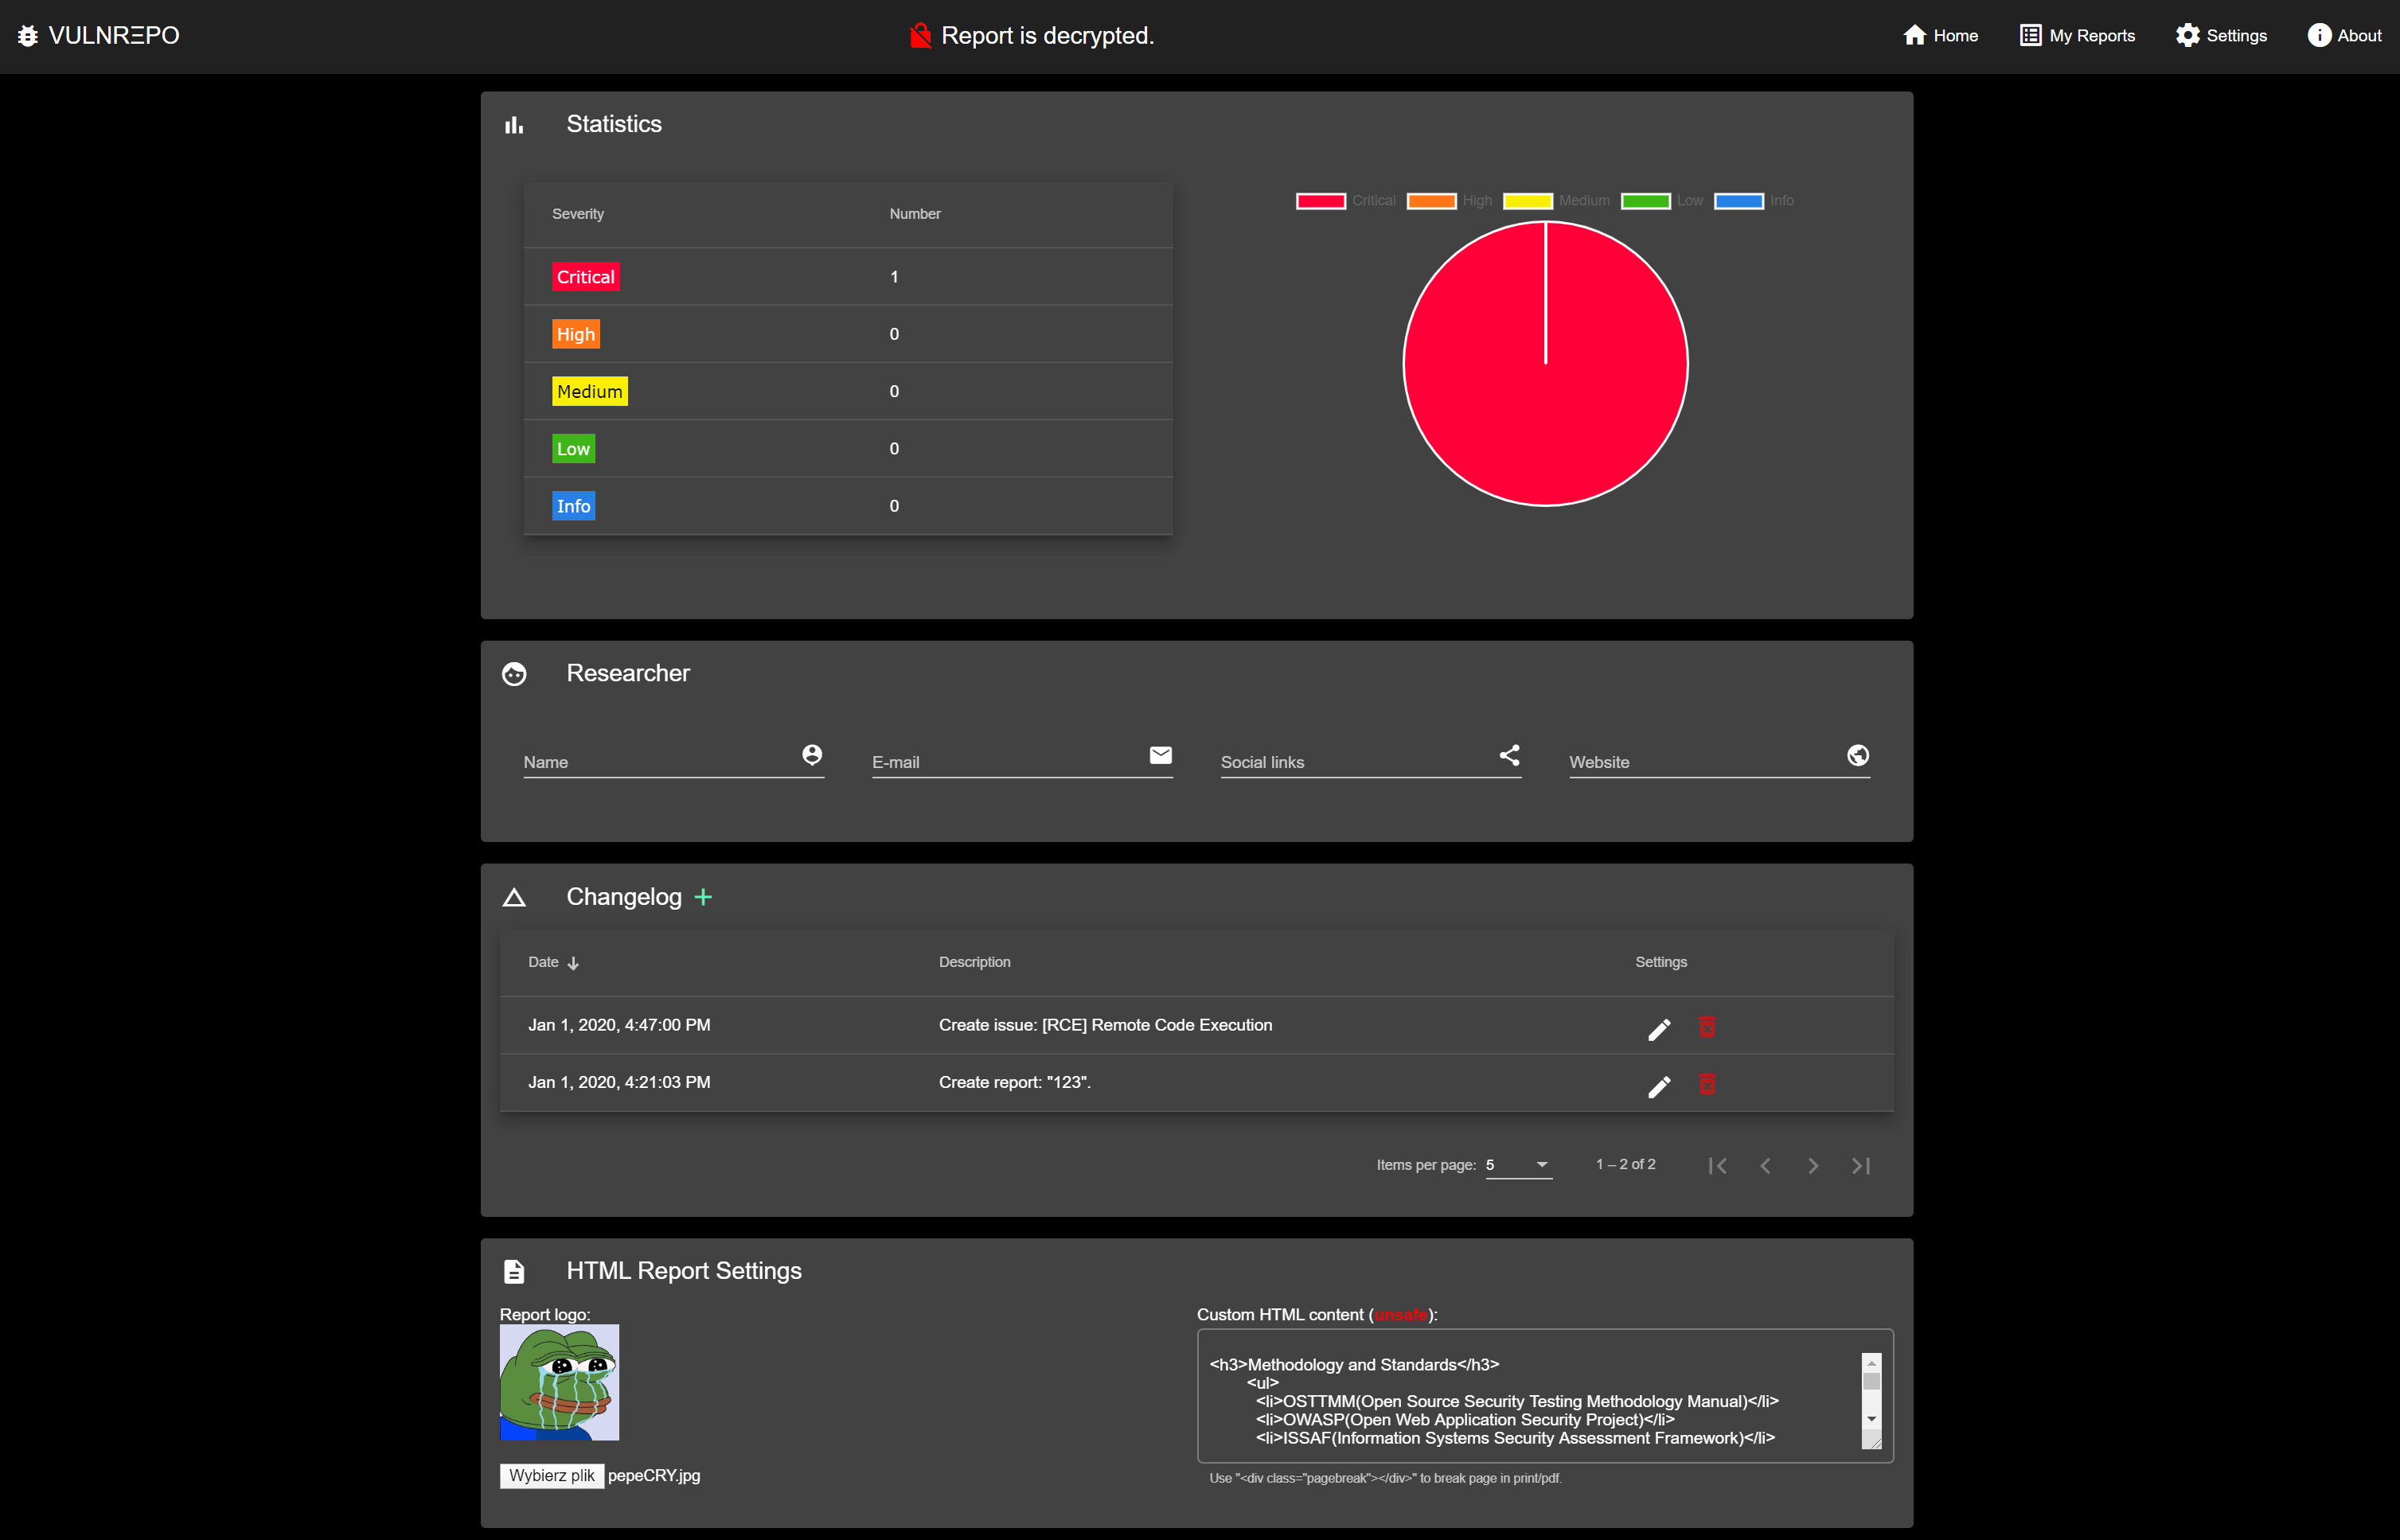 VULNRΞPO
Report is decrypted.
Home
My Reports
Settings
About
Statistics
Severity Number
Critical 1
High 0
Medium 0
Low 0
Info 0
Critical High Medium Low Info
Researcher
Name
E-mail
Social links
Website
Changelog
Date Description Settings
Jan 1, 2020, 4:47:00 PM Create issue: [RCE] Remote Code Execution
Jan 1, 2020, 4:21:03 PM Create report: "123".
Items per page: 5 1 – 2 of 2
HTML Report Settings
Report logo:
Wybierz plik pepeCRY.jpg
Custom HTML content (unsafe):
<h3>Methodology and Standards</h3>
<ul>
<li>OSTTMM(Open Source Security Testing Methodology Manual)</li>
<li>OWASP(Open Web Application Security Project)</li>
<li>ISSAF(Information Systems Security Assessment Framework)</li>
Use "<div class="pagebreak"></div>" to break page in print/pdf.